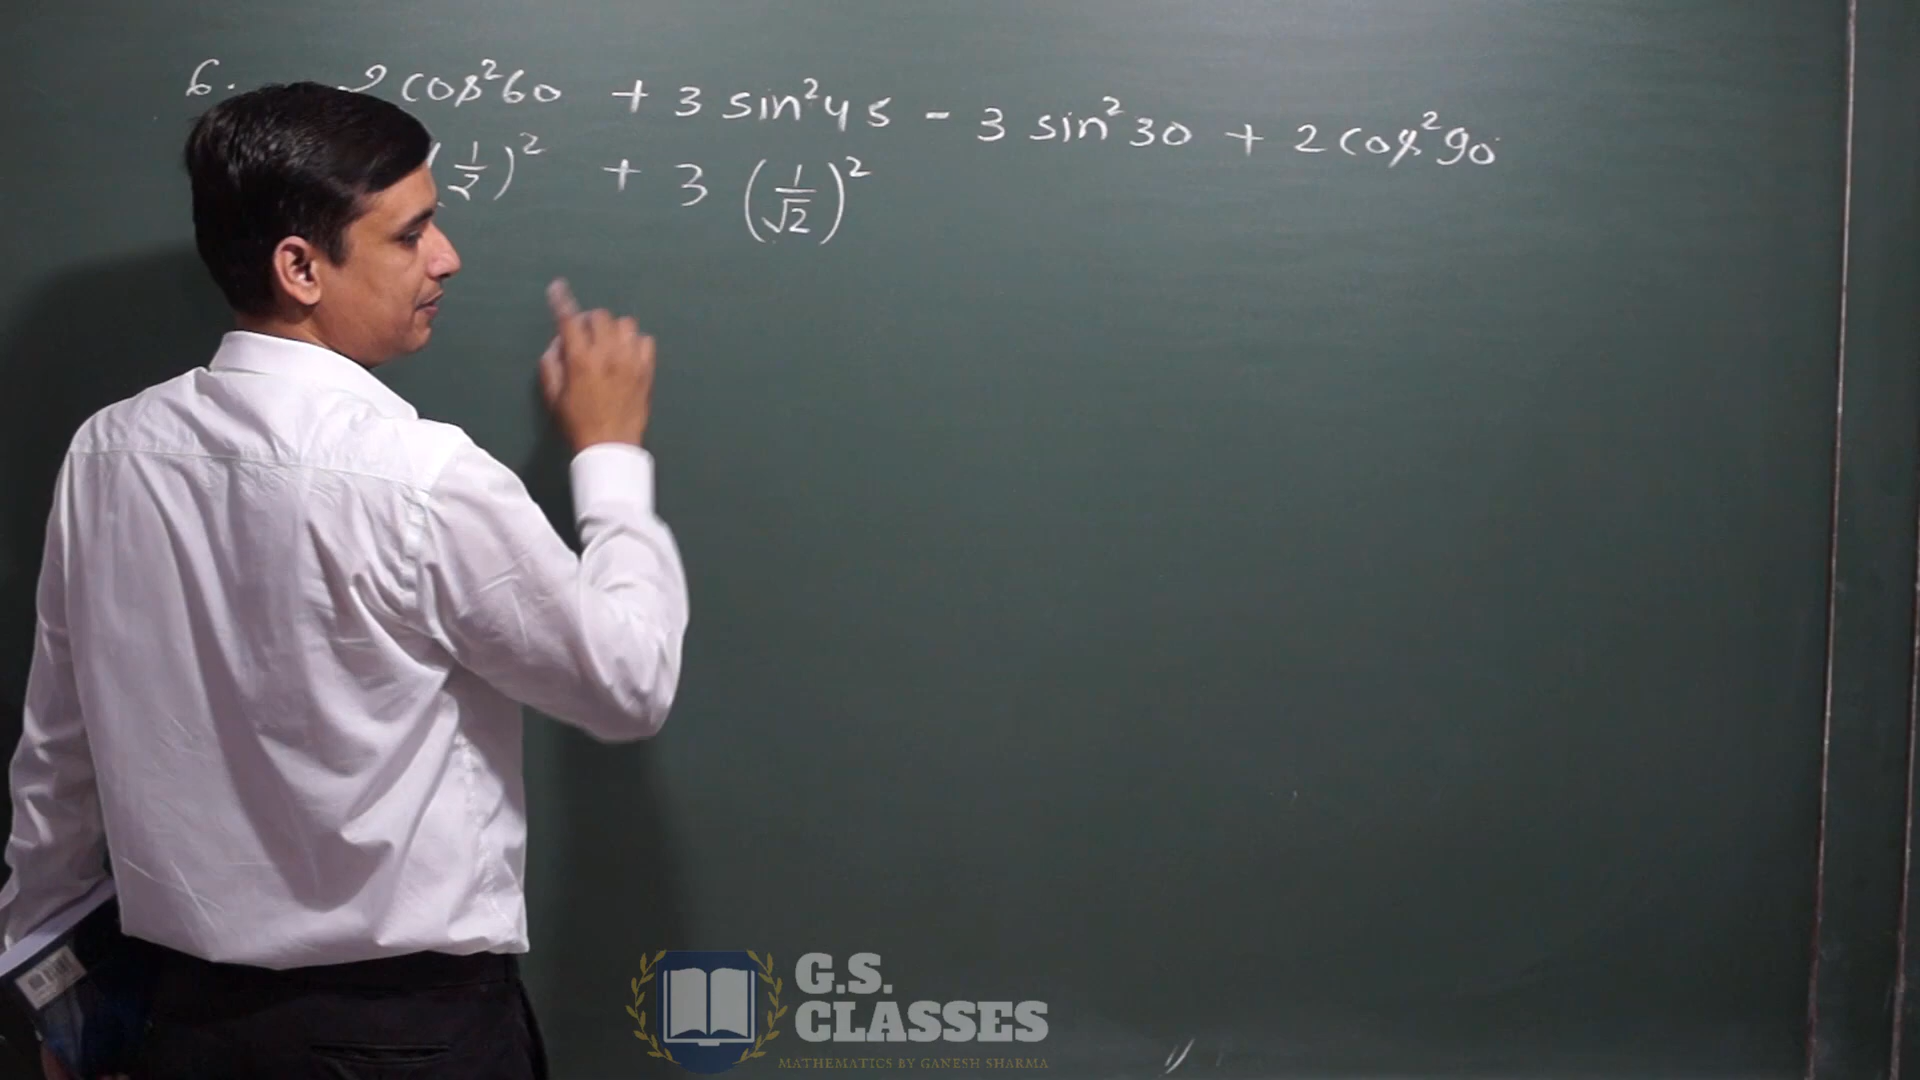 6. 2 cos²60 + 3 sin²45 - 3 sin²30 + 2 cos²90
(1/2)² + 3 (1/√2)²
G.S.
CLASSES
MATHEMATICS BY GANESH SHARMA